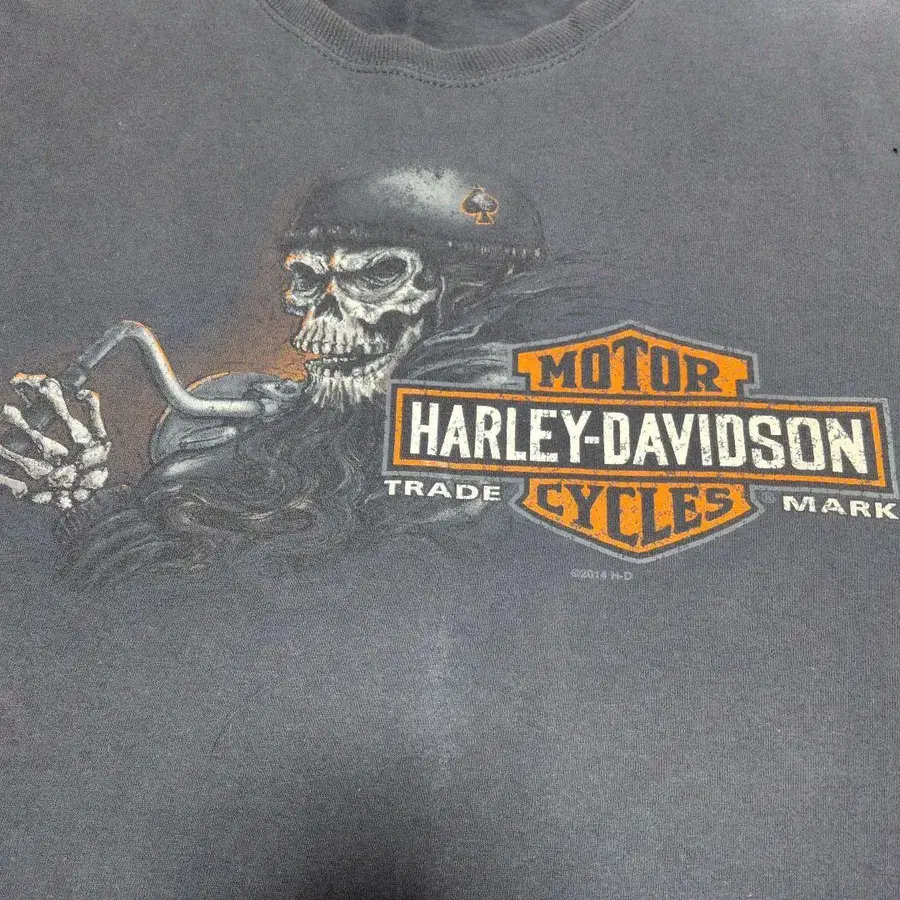 MOTOR
HARLEY-DAVIDSON
TRADE CYCLES® MARK
©2014 H-D